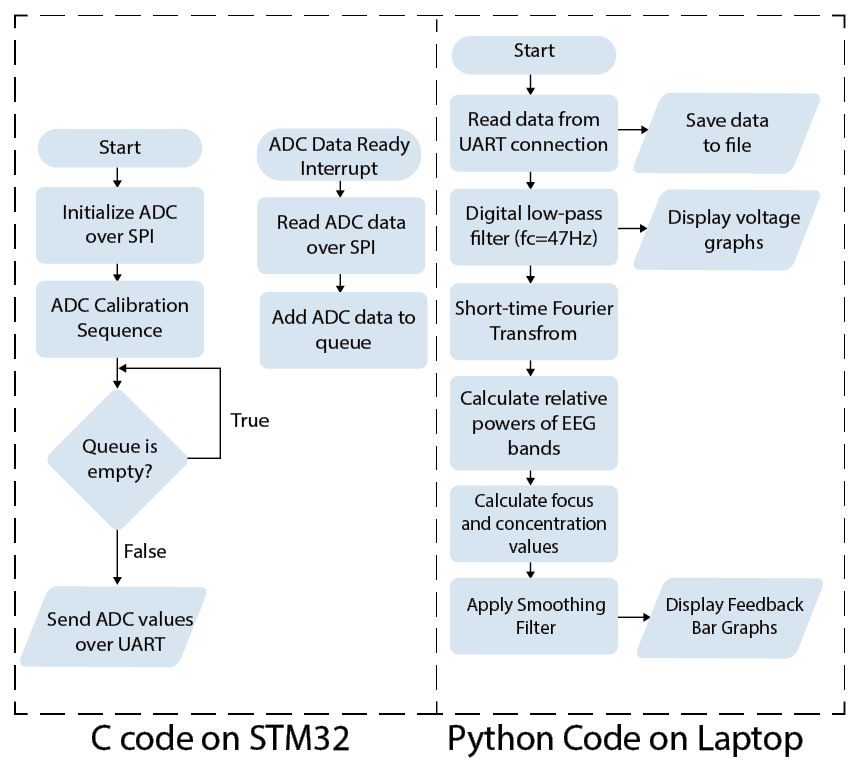 Start
Initialize ADC
over SPI
ADC Calibration
Sequence
Queue is
empty?
True
False
Send ADC values
over UART
ADC Data Ready
Interrupt
Read ADC data
over SPI
Add ADC data to
queue
C code on STM32
Start
Read data from
UART connection
Save data
to file
Digital low-pass
filter (fc=47Hz)
Display voltage
graphs
Short-time Fourier
Transfrom
Calculate relative
powers of EEG
bands
Calculate focus
and concentration
values
Apply Smoothing
Filter
Display Feedback
Bar Graphs
Python Code on Laptop